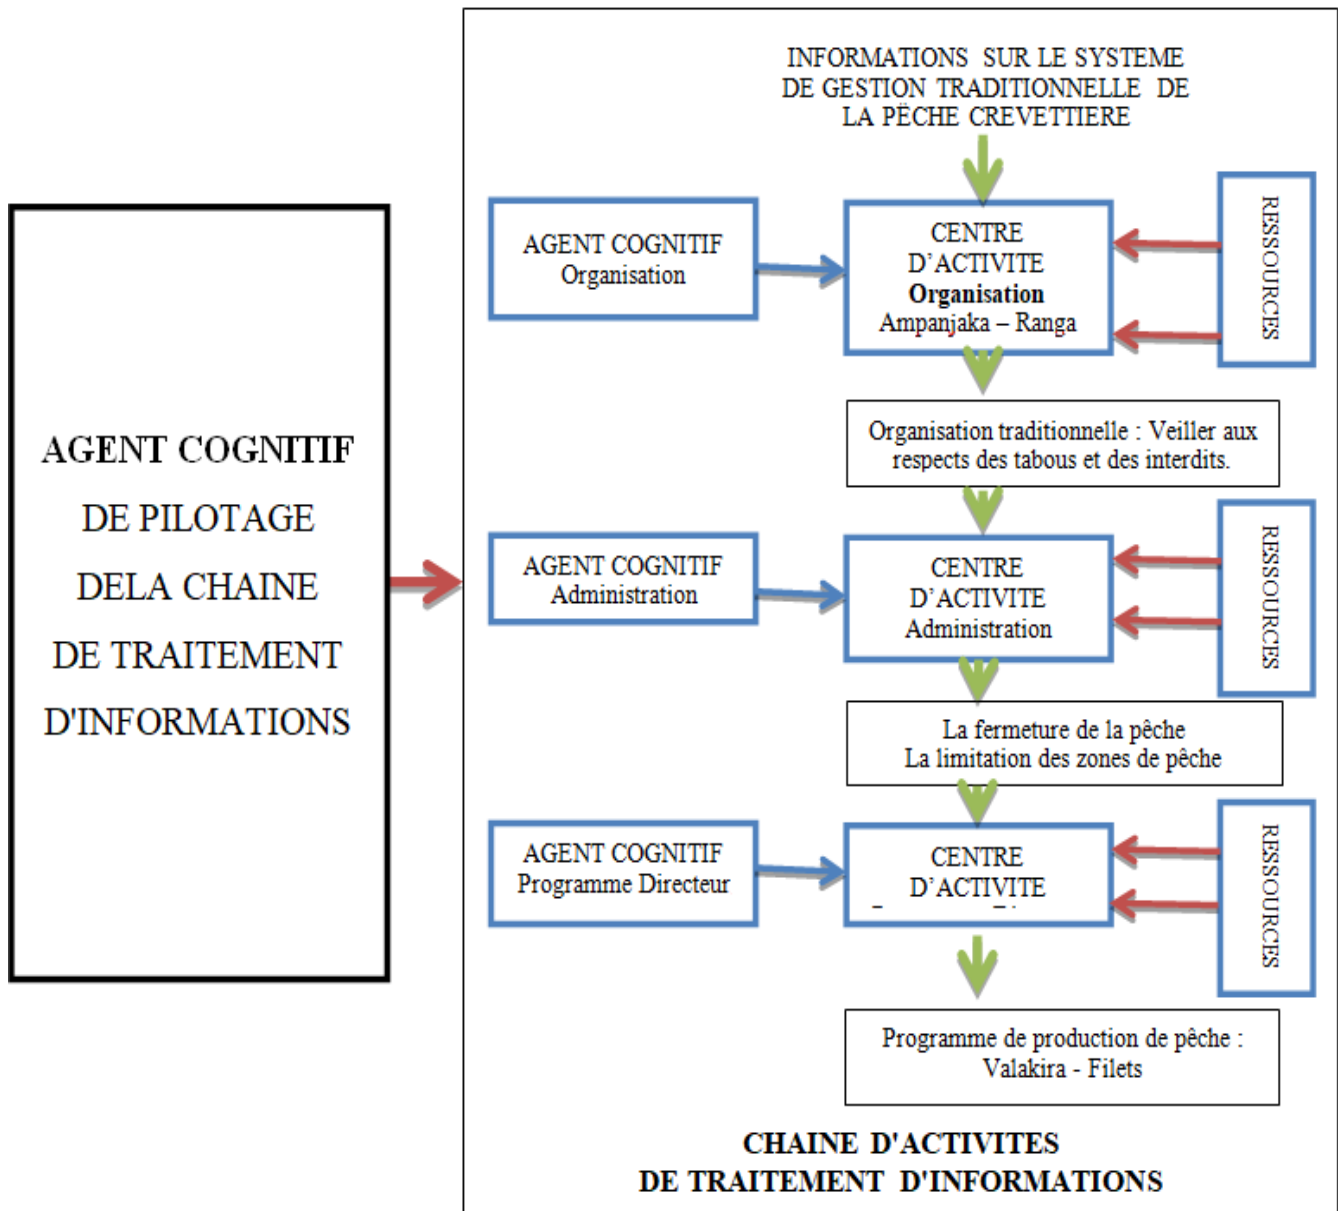 AGENT COGNITIF
DE PILOTAGE
DELA CHAINE
DE TRAITEMENT
D'INFORMATIONS
INFORMATIONS SUR LE SYSTEME
DE GESTION TRADITIONNELLE DE
LA PËCHE CREVETTIERE
AGENT COGNITIF
Organisation
CENTRE
D'ACTIVITE
Organisation
Ampanjaka – Ranga
RESSOURCES
Organisation traditionnelle : Veiller aux
respects des tabous et des interdits.
AGENT COGNITIF
Administration
CENTRE
D'ACTIVITE
Administration
RESSOURCES
La fermeture de la pêche
La limitation des zones de pêche
AGENT COGNITIF
Programme Directeur
CENTRE
D'ACTIVITE
RESSOURCES
Programme de production de pêche :
Valakira - Filets
CHAINE D'ACTIVITES
DE TRAITEMENT D'INFORMATIONS